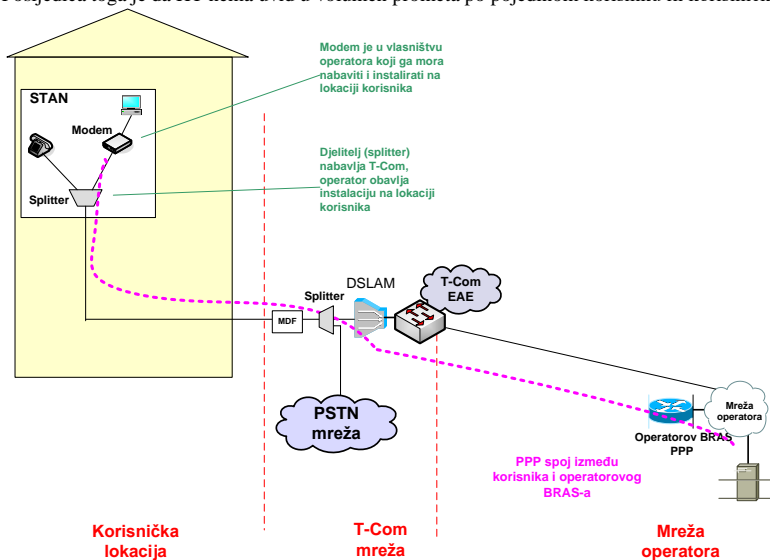 Modem je u vlasništvu
operatora koji ga mora
nabaviti i instalirati na
lokaciji korisnika
STAN
Modem
Djelitelj (splitter)
nabavlja T-Com,
operator obavlja
instalaciju na lokaciji
korisnika
Splitter
DSLAM
T-Com
EAE
Splitter
MDF
PSTN
mreža
Mreža
operatora
Operatorov BRAS
PPP
PPP spoj između
korisnika i operatorovog
BRAS-a
Korisnička
lokacija
T-Com
mreža
Mreža
operatora